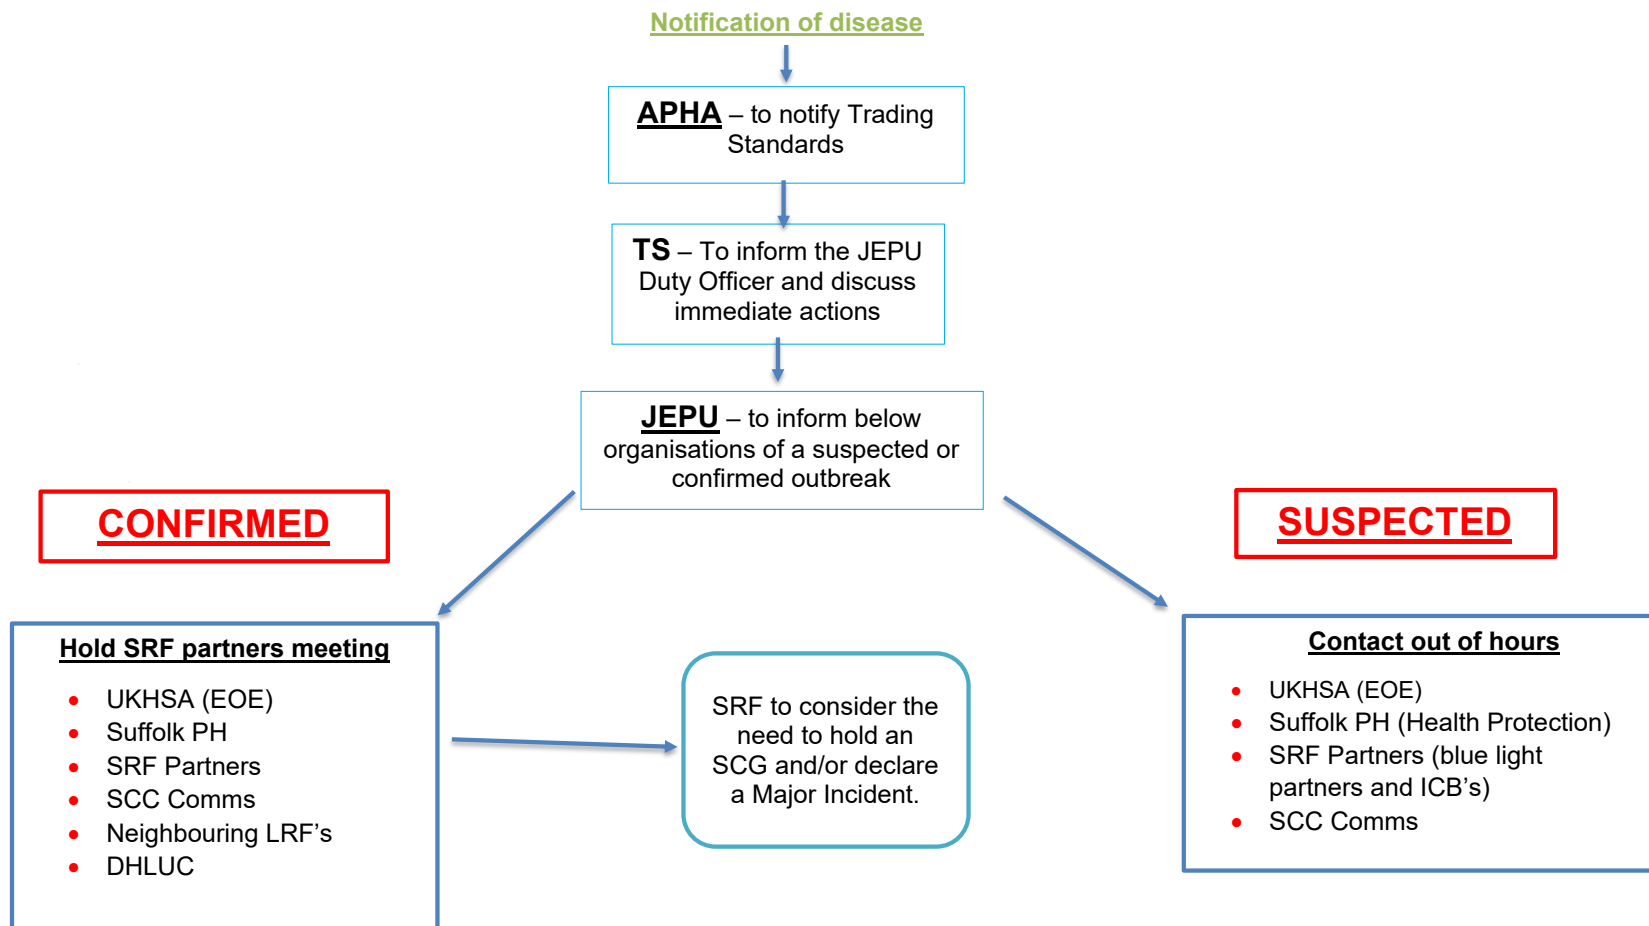 Notification of disease
APHA – to notify Trading
Standards
TS – To inform the JEPU
Duty Officer and discuss
immediate actions
JEPU – to inform below
organisations of a suspected or
confirmed outbreak
CONFIRMED
SUSPECTED
Hold SRF partners meeting
• UKHSA (EOE)
• Suffolk PH
• SRF Partners
• SCC Comms
• Neighbouring LRF’s
• DHLUC
SRF to consider the
need to hold an
SCG and/or declare
a Major Incident.
Contact out of hours
• UKHSA (EOE)
• Suffolk PH (Health Protection)
• SRF Partners (blue light
partners and ICB’s)
• SCC Comms